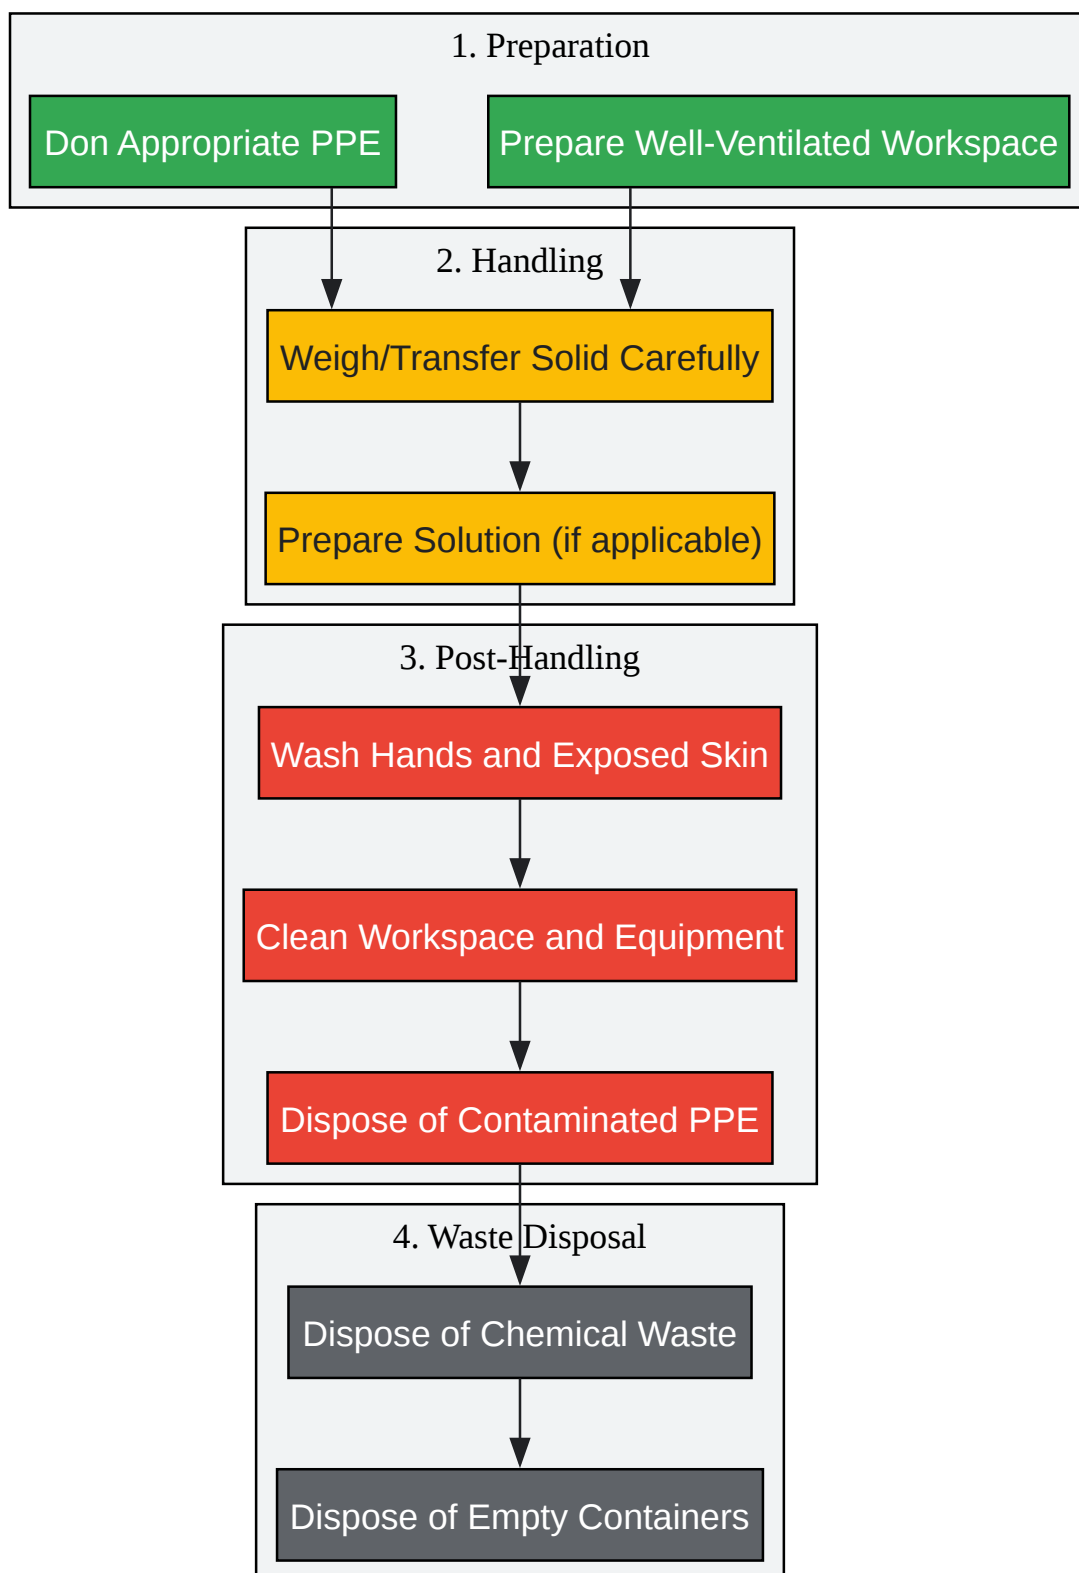 1. Preparation
Don Appropriate PPE
Prepare Well-Ventilated Workspace
2. Handling
Weigh/Transfer Solid Carefully
Prepare Solution (if applicable)
3. Post-Handling
Wash Hands and Exposed Skin
Clean Workspace and Equipment
Dispose of Contaminated PPE
4. Waste Disposal
Dispose of Chemical Waste
Dispose of Empty Containers